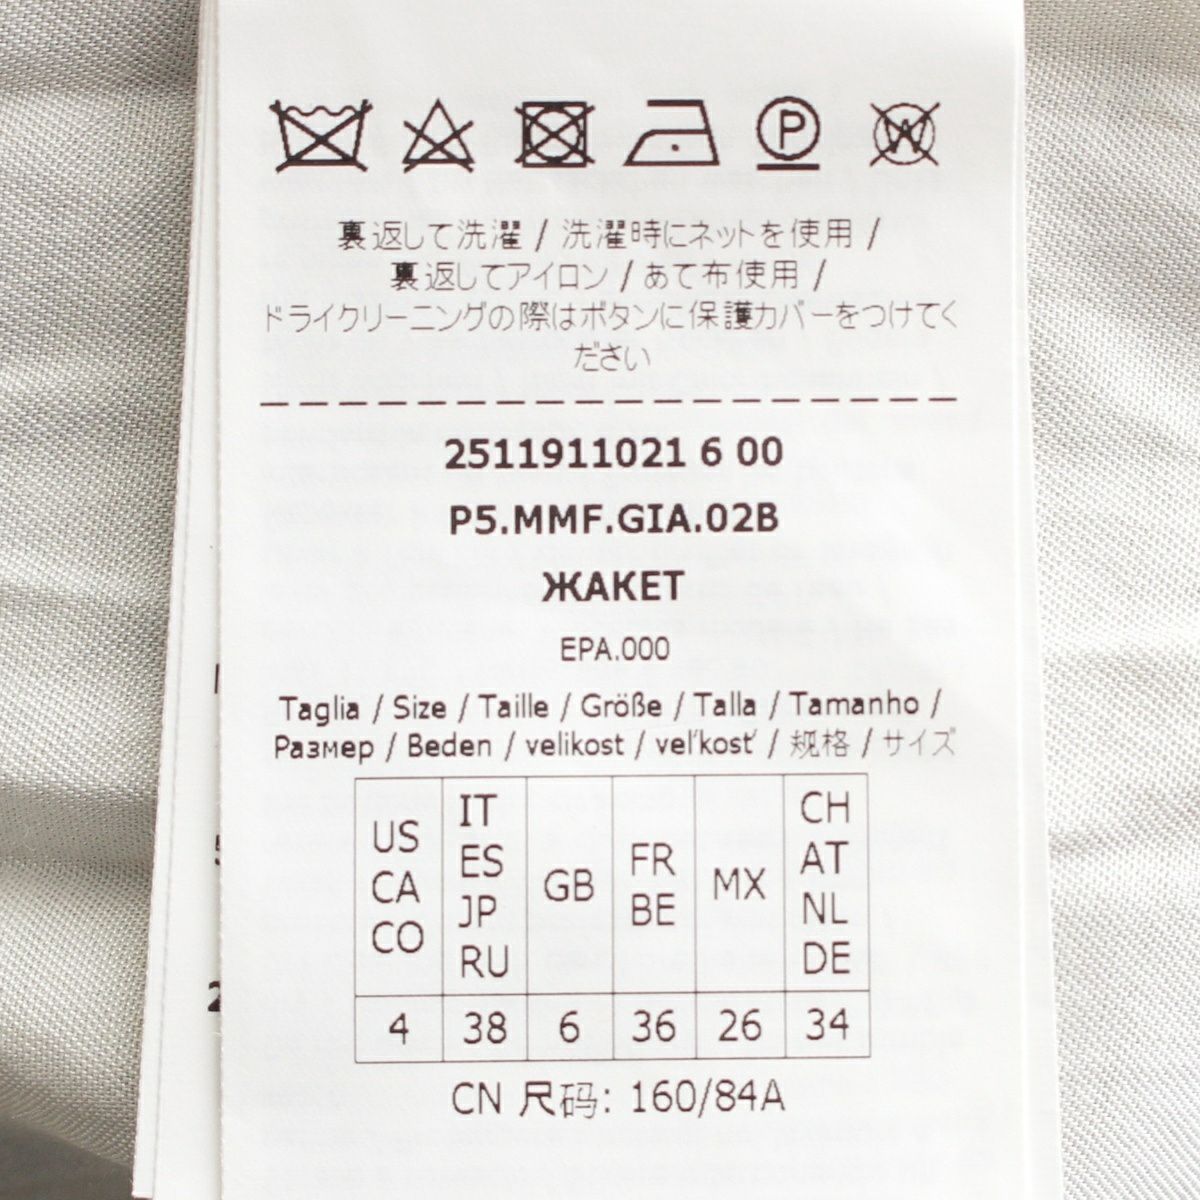 P
W
裏返して洗濯 / 洗濯時にネットを使用 /
裏返してアイロン / あて布使用 /
ドライクリーニングの際はボタンに保護カバーをつけてく
ださい
2511911021 6 00
P5.MMF.GIA.02B
ЖАКЕТ
EPA.000
Taglia / Size / Taille / Größe / Talla / Tamanho /
Размер / Beden / velikost / veľkosť / 规格 / サイズ
US CA CO
IT ES JP RU
GB
FR BE
MX
CH AT NL DE
4 38 6 36 26 34
CN 尺码: 160/84A